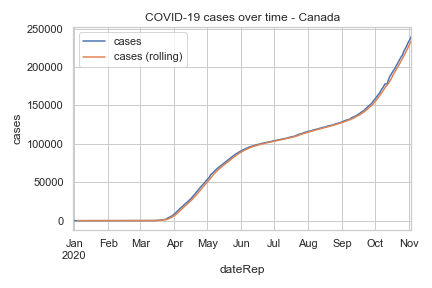 COVID-19 cases over time - Canada
cases
cases (rolling)
250000
200000
150000
100000
50000
0
cases
Jan Feb Mar Apr May Jun Jul Aug Sep Oct Nov
2020
dateRep